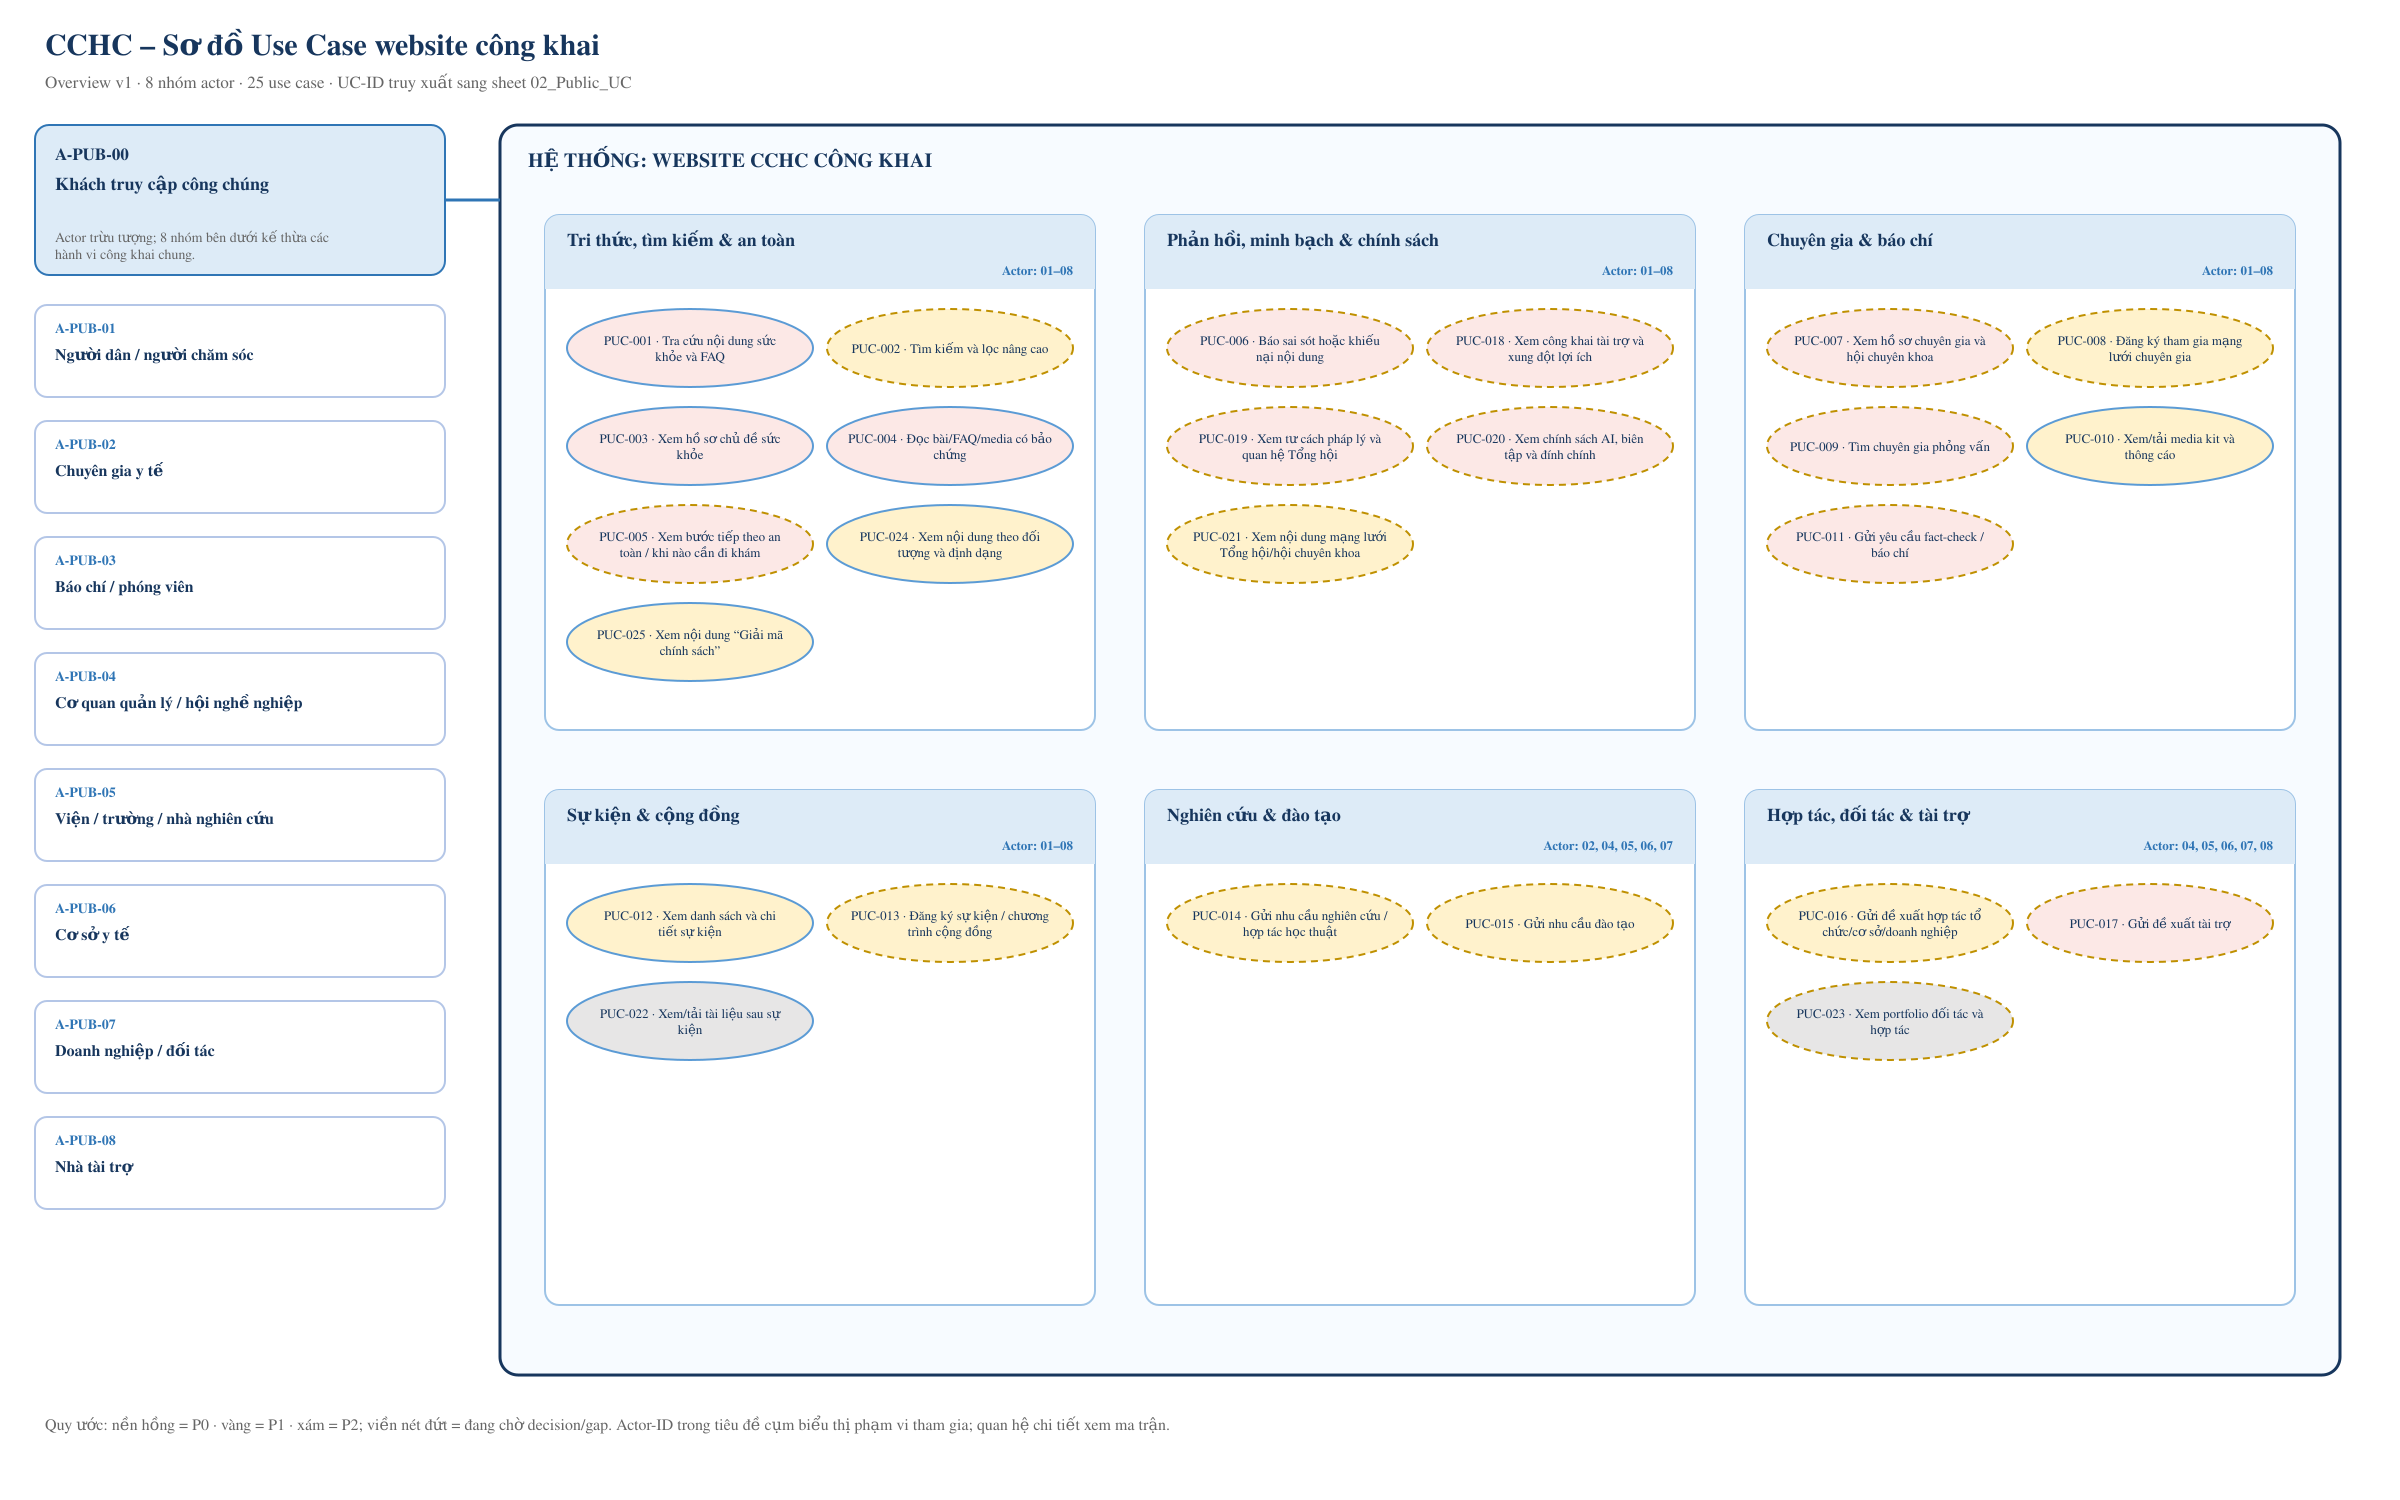 CCHC – Sơ đồ Use Case website công khai
Overview v1 · 8 nhóm actor · 25 use case · UC-ID truy xuất sang sheet 02_Public_UC
A-PUB-00
Khách truy cập công chúng
Actor trừu tượng; 8 nhóm bên dưới kế thừa các
hành vi công khai chung.
A-PUB-01
Người dân / người chăm sóc
A-PUB-02
Chuyên gia y tế
A-PUB-03
Báo chí / phóng viên
A-PUB-04
Cơ quan quản lý / hội nghề nghiệp
A-PUB-05
Viện / trường / nhà nghiên cứu
A-PUB-06
Cơ sở y tế
A-PUB-07
Doanh nghiệp / đối tác
A-PUB-08
Nhà tài trợ
HỆ THỐNG: WEBSITE CCHC CÔNG KHAI
Tri thức, tìm kiếm & an toàn
Actor: 01–08
PUC-001 · Tra cứu nội dung sức
khỏe và FAQ
PUC-002 · Tìm kiếm và lọc nâng cao
PUC-003 · Xem hồ sơ chủ đề sức
khỏe
PUC-004 · Đọc bài/FAQ/media có bảo
chứng
PUC-005 · Xem bước tiếp theo an
toàn / khi nào cần đi khám
PUC-024 · Xem nội dung theo đối
tượng và định dạng
PUC-025 · Xem nội dung “Giải mã
chính sách”
Phản hồi, minh bạch & chính sách
Actor: 01–08
PUC-006 · Báo sai sót hoặc khiếu
nại nội dung
PUC-018 · Xem công khai tài trợ và
xung đột lợi ích
PUC-019 · Xem tư cách pháp lý và
quan hệ Tổng hội
PUC-020 · Xem chính sách AI, biên
tập và đính chính
PUC-021 · Xem nội dung mạng lưới
Tổng hội/hội chuyên khoa
Chuyên gia & báo chí
Actor: 01–08
PUC-007 · Xem hồ sơ chuyên gia và
hội chuyên khoa
PUC-008 · Đăng ký tham gia mạng
lưới chuyên gia
PUC-009 · Tìm chuyên gia phỏng vấn
PUC-010 · Xem/tải media kit và
thông cáo
PUC-011 · Gửi yêu cầu fact-check /
báo chí
Sự kiện & cộng đồng
Actor: 01–08
PUC-012 · Xem danh sách và chi
tiết sự kiện
PUC-013 · Đăng ký sự kiện / chương
trình cộng đồng
PUC-022 · Xem/tải tài liệu sau sự
kiện
Nghiên cứu & đào tạo
Actor: 02, 04, 05, 06, 07
PUC-014 · Gửi nhu cầu nghiên cứu /
hợp tác học thuật
PUC-015 · Gửi nhu cầu đào tạo
Hợp tác, đối tác & tài trợ
Actor: 04, 05, 06, 07, 08
PUC-016 · Gửi đề xuất hợp tác tổ
chức/cơ sở/doanh nghiệp
PUC-017 · Gửi đề xuất tài trợ
PUC-023 · Xem portfolio đối tác và
hợp tác
Quy ước: nền hồng = P0 · vàng = P1 · xám = P2; viền nét đứt = đang chờ decision/gap. Actor-ID trong tiêu đề cụm biểu thị phạm vi tham gia; quan hệ chi tiết xem ma trận.